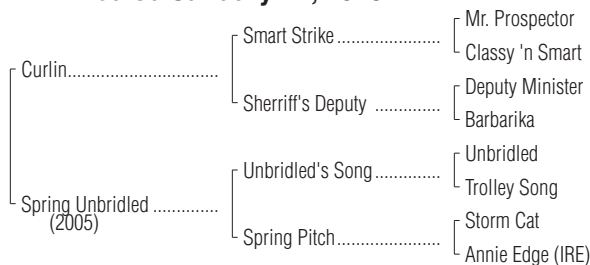 Smart Strike
Mr. Prospector
Classy 'n Smart
Curlin
Sherriff's Deputy
Deputy Minister
Barbarika
Unbridled's Song
Unbridled
Trolley Song
Spring Unbridled
(2005)
Spring Pitch
Storm Cat
Annie Edge (IRE)